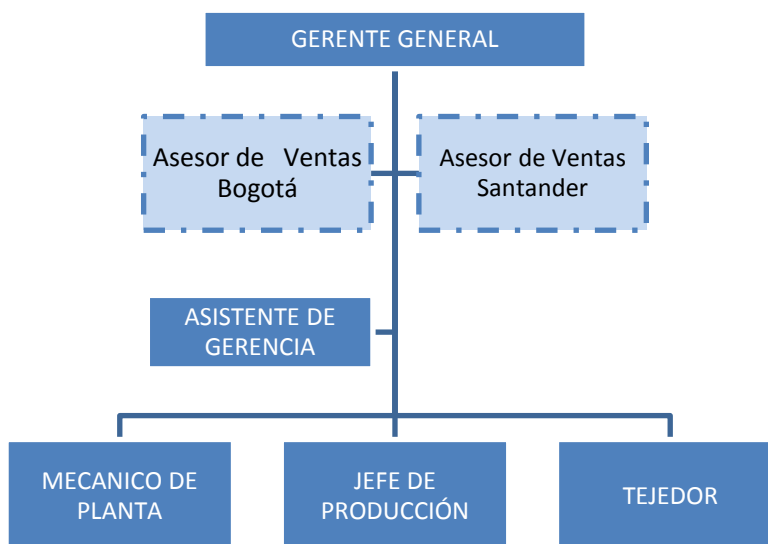 GERENTE GENERAL
Asesor de Ventas
Bogotá
Asesor de Ventas
Santander
ASISTENTE DE
GERENCIA
MECANICO DE
PLANTA
JEFE DE
PRODUCCIÓN
TEJEDOR